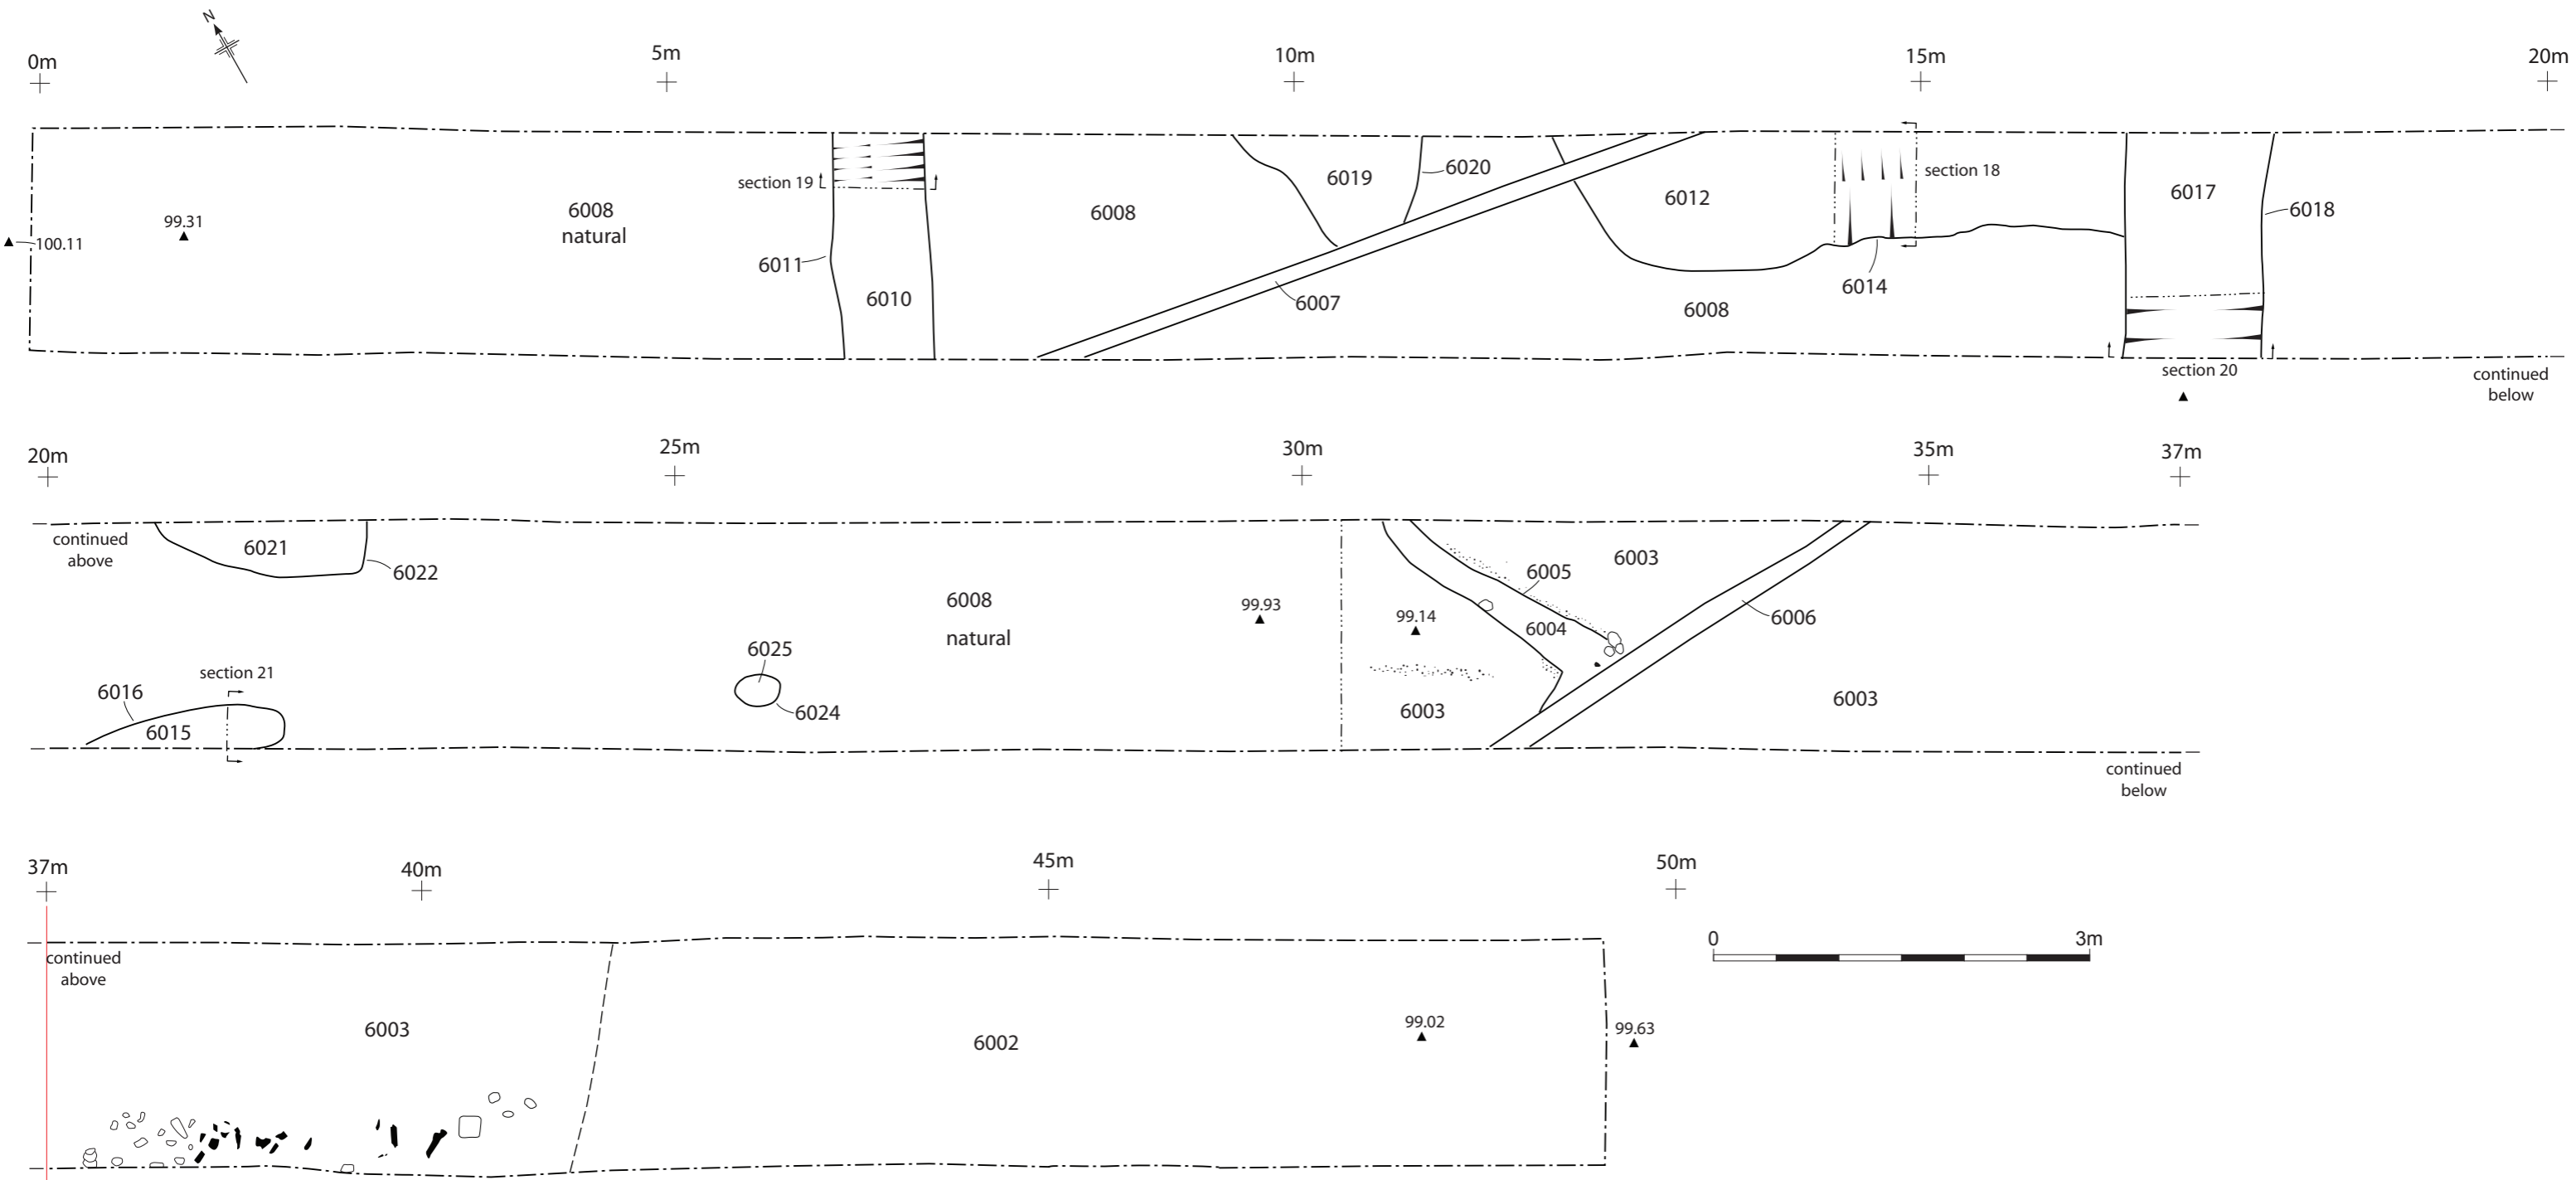 N
0m
5m
10m
15m
20m
100.11
99.31
6008
natural
section 19
6011
6010
6008
6019
6020
6007
6012
6008
6014
section 18
6017
6018
section 20
continued
below
20m
25m
30m
35m
37m
continued
above
6021
6022
section 21
6016
6015
6025
6024
6008
natural
99.93
99.14
6003
6005
6004
6003
6006
6003
continued
below
37m
40m
45m
50m
continued
above
6003
6002
99.02
99.63
0
3m